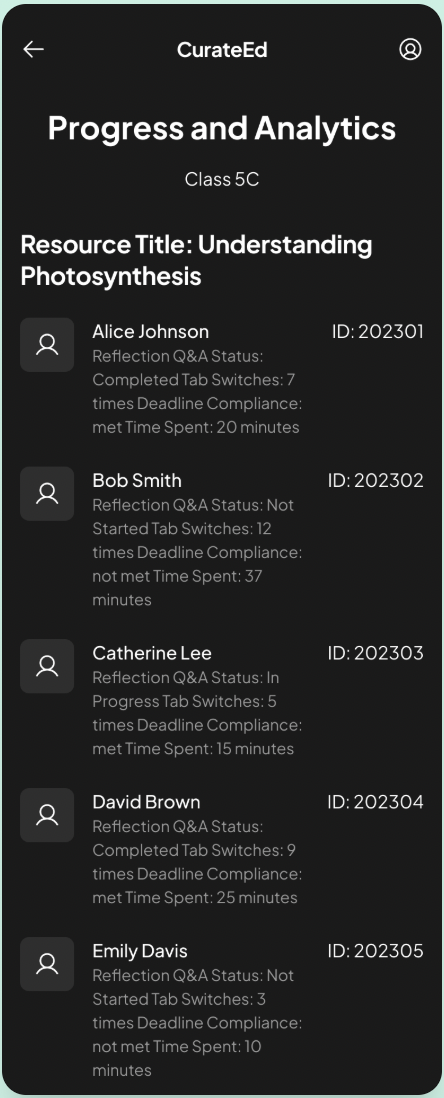 CurateEd
Progress and Analytics
Class 5C
Resource Title: Understanding
Photosynthesis
Alice Johnson ID: 202301
Reflection Q&A Status:
Completed Tab Switches: 7
times Deadline Compliance:
met Time Spent: 20 minutes
Bob Smith ID: 202302
Reflection Q&A Status: Not
Started Tab Switches: 12
times Deadline Compliance:
not met Time Spent: 37
minutes
Catherine Lee ID: 202303
Reflection Q&A Status: In
Progress Tab Switches: 5
times Deadline Compliance:
met Time Spent: 15 minutes
David Brown ID: 202304
Reflection Q&A Status:
Completed Tab Switches: 9
times Deadline Compliance:
met Time Spent: 25 minutes
Emily Davis ID: 202305
Reflection Q&A Status: Not
Started Tab Switches: 3
times Deadline Compliance:
not met Time Spent: 10
minutes